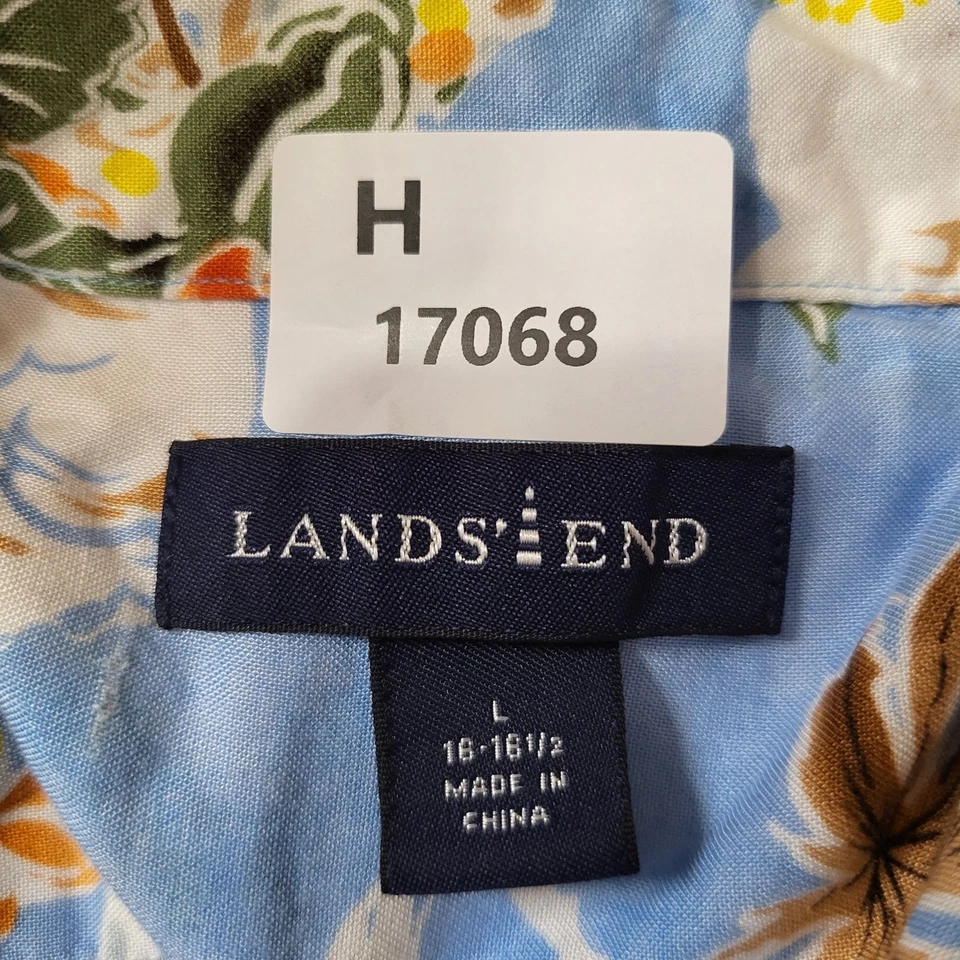 H
17068
LANDS' END
L
16-16 1/2
MADE IN
CHINA